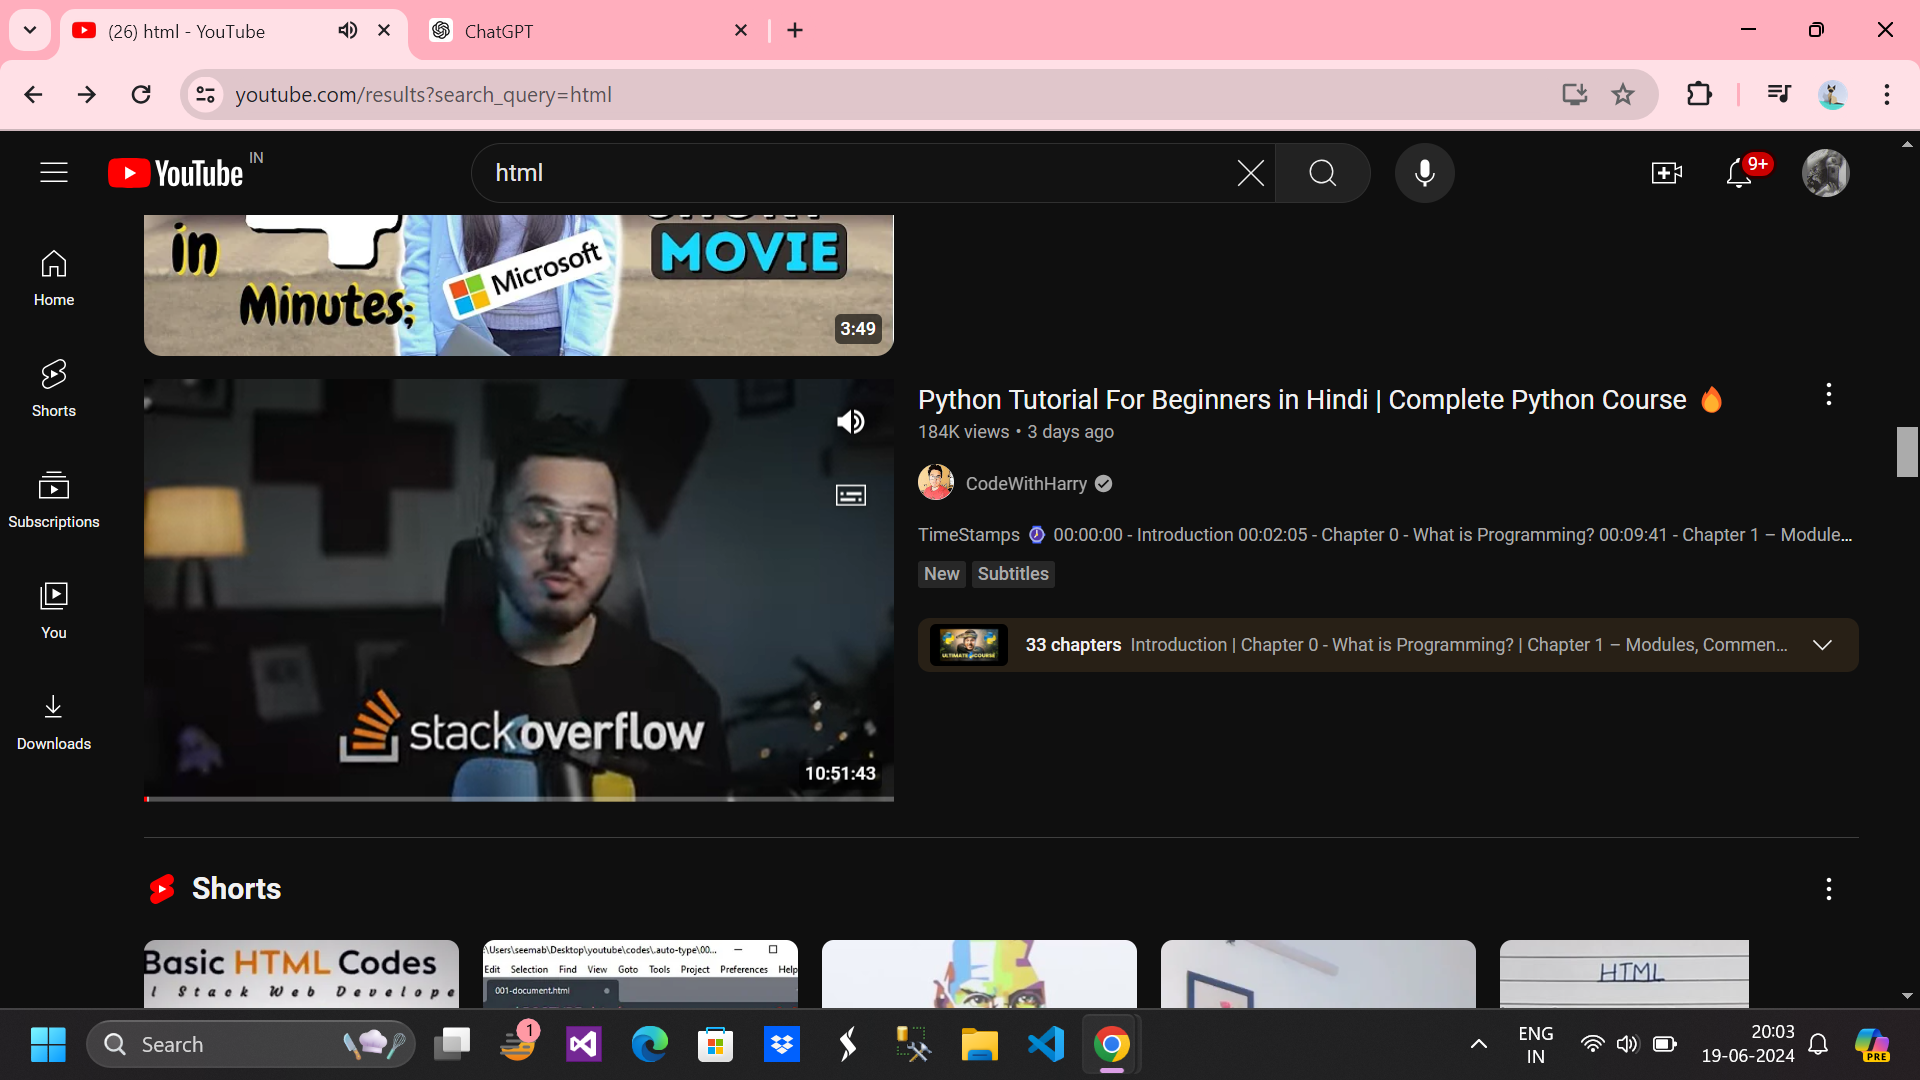 (26) html - YouTube
ChatGPT
youtube.com/results?search_query=html
YouTube IN
html
9+
in
Minutes;
Microsoft
MOVIE
3:49
Home
Shorts
Subscriptions
You
Downloads
stackoverflow
10:51:43
Python Tutorial For Beginners in Hindi | Complete Python Course 🔥
184K views • 3 days ago
CodeWithHarry
TimeStamps ⌚ 00:00:00 - Introduction 00:02:05 - Chapter 0 - What is Programming? 00:09:41 - Chapter 1 – Module...
New Subtitles
ULTIMATE COURSE
33 chapters Introduction | Chapter 0 - What is Programming? | Chapter 1 – Modules, Commen...
Shorts
Basic HTML Codes
l Stack Web Develope
:\Users\seemab\Desktop\youtube\codes\.auto-type\00...
Edit Selection Find View Goto Tools Project Preferences Help
001-document.html
HTML
Search
1
ENG
IN
20:03
19-06-2024
PRE